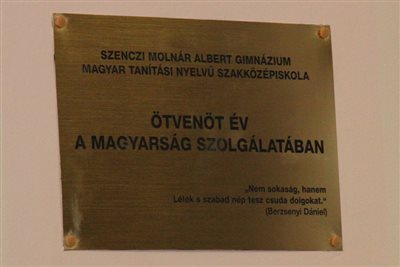 SZENCZI MOLNÁR ALBERT GIMNÁZIUM
MAGYAR TANÍTÁSI NYELVŰ SZAKKÖZÉPISKOLA
ÖTVENÖT ÉV
A MAGYARSÁG SZOLGÁLATÁBAN
„Nem sokaság, hanem
Lélek s szabad nép tesz csuda dolgokat.“
(Berzsenyi Dániel)